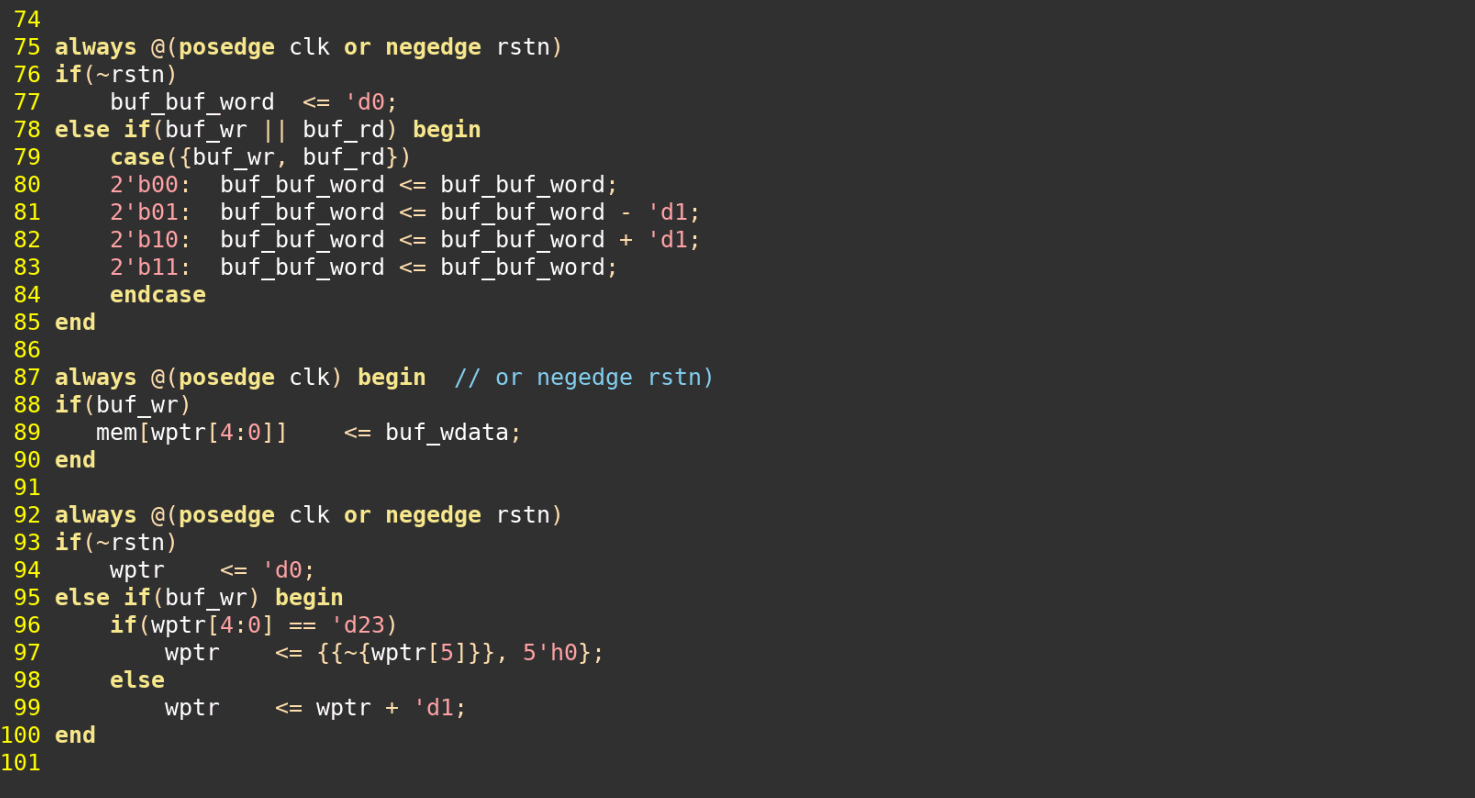 74
75 always @(posedge clk or negedge rstn)
76 if(~rstn)
77     buf_buf_word  <= 'd0;
78 else if(buf_wr || buf_rd) begin
79     case({buf_wr, buf_rd})
80     2'b00:  buf_buf_word <= buf_buf_word;
81     2'b01:  buf_buf_word <= buf_buf_word - 'd1;
82     2'b10:  buf_buf_word <= buf_buf_word + 'd1;
83     2'b11:  buf_buf_word <= buf_buf_word;
84     endcase
85 end
86
87 always @(posedge clk) begin  // or negedge rstn)
88 if(buf_wr)
89    mem[wptr[4:0]]    <= buf_wdata;
90 end
91
92 always @(posedge clk or negedge rstn)
93 if(~rstn)
94     wptr    <= 'd0;
95 else if(buf_wr) begin
96     if(wptr[4:0] == 'd23)
97         wptr    <= {{~{wptr[5]}}, 5'h0};
98     else
99         wptr    <= wptr + 'd1;
100 end
101